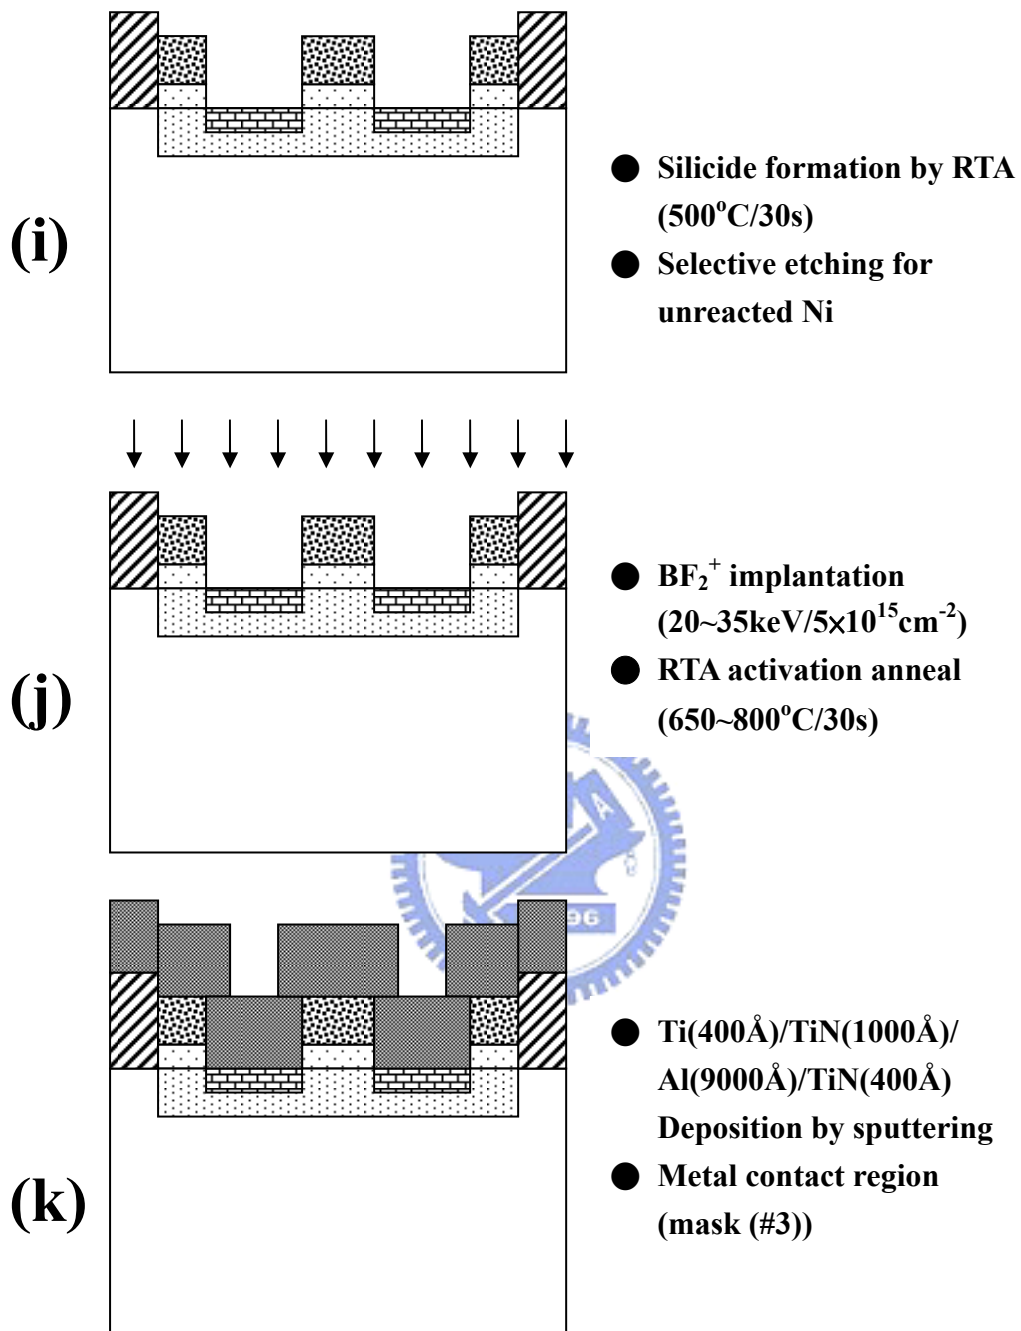 (i)
● Silicide formation by RTA
(500°C/30s)
● Selective etching for
unreacted Ni
(j)
● BF₂⁺ implantation
(20~35keV/5×10¹⁵cm⁻²)
● RTA activation anneal
(650~800°C/30s)
A
96
(k)
● Ti(400Å)/TiN(1000Å)/
Al(9000Å)/TiN(400Å)
Deposition by sputtering
● Metal contact region
(mask (#3))